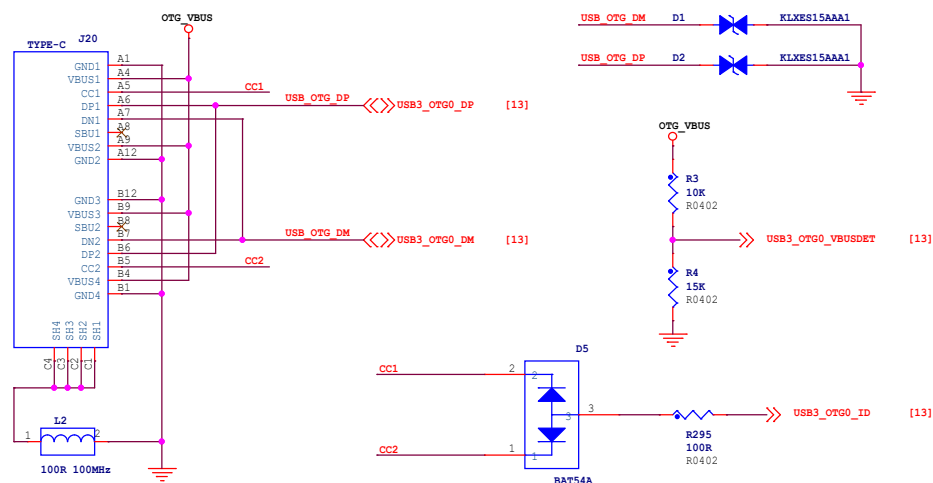 OTG_VBUS
J20
TYPE-C
GND1 A1
VBUS1 A4
CC1 A5 CC1
DP1 A6 USB_OTG_DP USB3_OTG0_DP [13]
DN1 A7
SBU1 A8
VBUS2 A9
GND2 A12
GND3 B12
VBUS3 B9
SBU2 B8
DN2 B7 USB_OTG_DM USB3_OTG0_DM [13]
DP2 B6
CC2 B5 CC2
VBUS4 B4
GND4 B1
SH4 SH3 SH2 SH1
C4 C3 C2 C1
L2
1 2
100R 100MHz
USB_OTG_DM D1 KLXES15AAA1
USB_OTG_DP D2 KLXES15AAA1
OTG_VBUS
R3
10K
R0402
USB3_OTG0_VBUSDET [13]
R4
15K
R0402
D5
CC1 2 2
3 3 USB3_OTG0_ID [13]
CC2 1 1
R295
100R
R0402
BAT54A